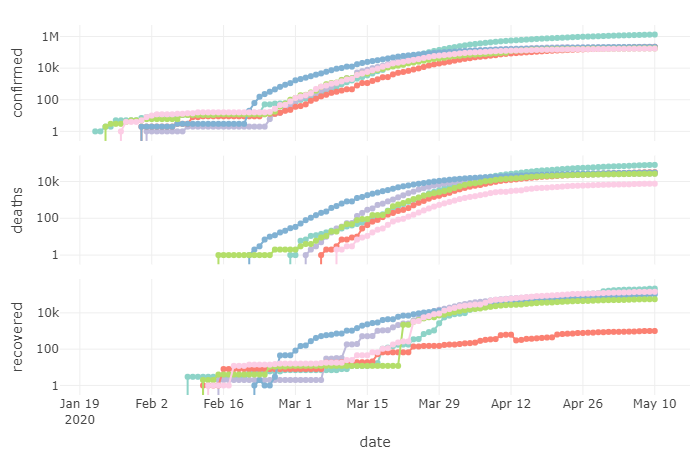 confirmed
1M
10k
100
1
deaths
10k
100
1
recovered
10k
100
1
Jan 19 Feb 2 Feb 16 Mar 1 Mar 15 Mar 29 Apr 12 Apr 26 May 10
2020
date